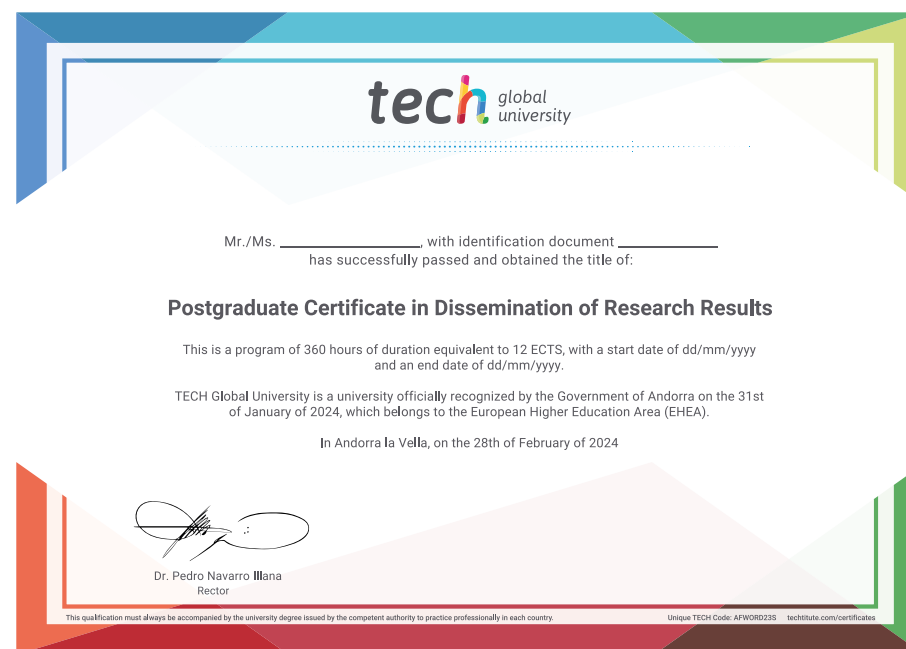 tech global
university
Mr./Ms. ____________________, with identification document ______________
has successfully passed and obtained the title of:
Postgraduate Certificate in Dissemination of Research Results
This is a program of 360 hours of duration equivalent to 12 ECTS, with a start date of dd/mm/yyyy
and an end date of dd/mm/yyyy.
TECH Global University is a university officially recognized by the Government of Andorra on the 31st
of January of 2024, which belongs to the European Higher Education Area (EHEA).
In Andorra la Vella, on the 28th of February of 2024
Dr. Pedro Navarro Illana
Rector
This qualification must always be accompanied by the university degree issued by the competent authority to practice professionally in each country. Unique TECH Code: AFWORD23S techtitute.com/certificates